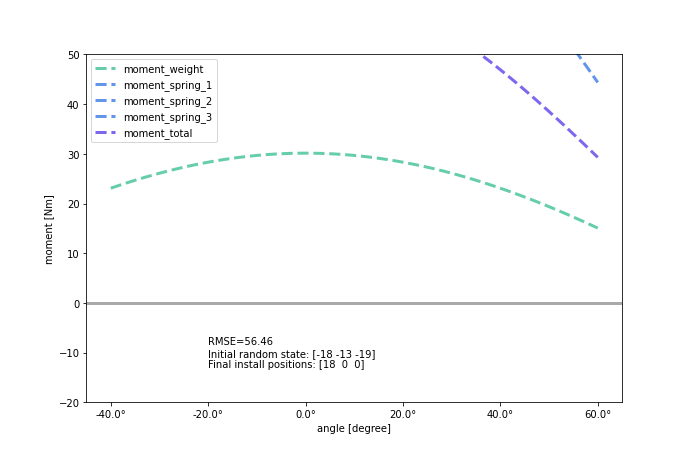 50
40
30
20
10
0
−10
−20
moment [Nm]
moment_weight
moment_spring_1
moment_spring_2
moment_spring_3
moment_total
RMSE=56.46
Initial random state: [-18 -13 -19]
Final install positions: [18  0  0]
-40.0° -20.0° 0.0° 20.0° 40.0° 60.0°
angle [degree]